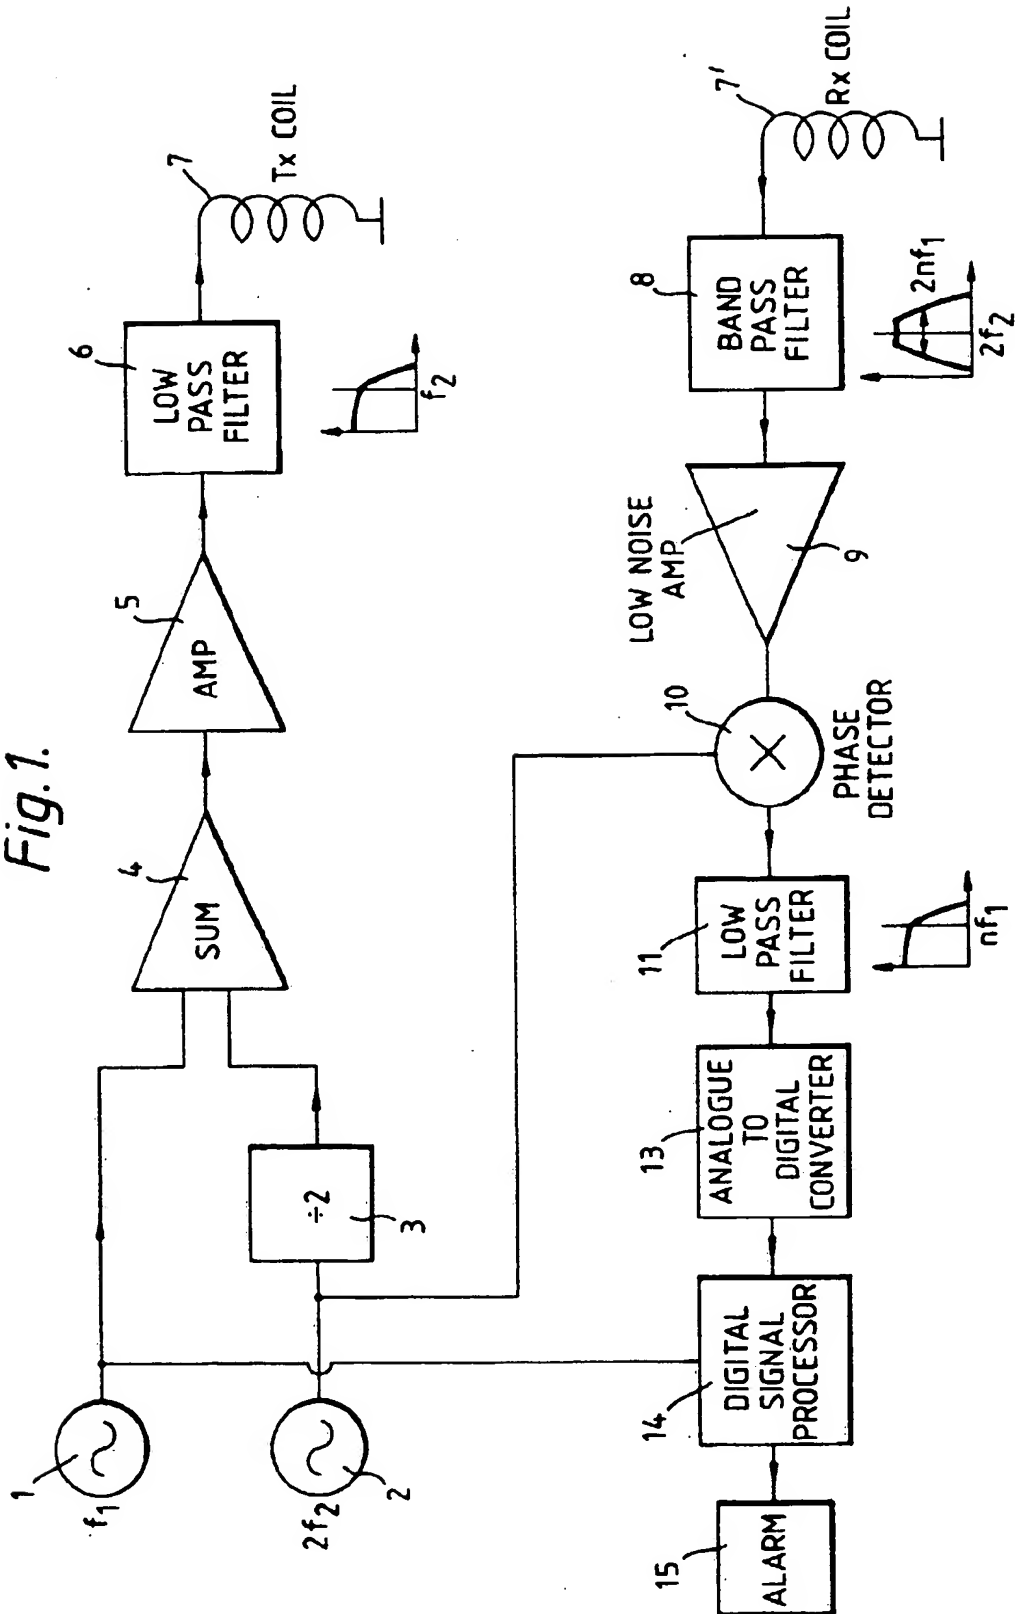 Fig.1.
1
f1
2f2
2
÷2
3
SUM
4
AMP
5
LOW
PASS
FILTER
6
f2
7
Tx COIL
7'
Rx COIL
BAND
PASS
FILTER
8
2nf1
2f2
LOW NOISE
AMP
9
10
PHASE
DETECTOR
LOW
PASS
FILTER
11
nf1
ANALOGUE
TO
DIGITAL
CONVERTER
13
DIGITAL
SIGNAL
PROCESSOR
14
ALARM
15